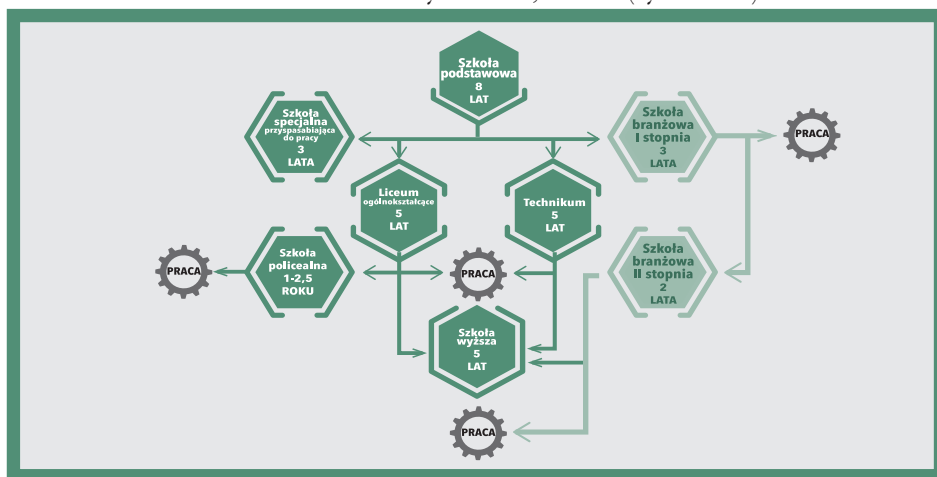 Szkoła
podstawowa
8
LAT
Szkoła
specjalna
przyspasabiająca
do pracy
3
LATA
Szkoła
branżowa
I stopnia
3
LATA
PRACA
Liceum
ogólnokształcące
5
LAT
Technikum
5
LAT
PRACA
Szkoła
policealna
1-2,5
ROKU
PRACA
Szkoła
branżowa
II stopnia
2
LATA
Szkoła
wyższa
5
LAT
PRACA